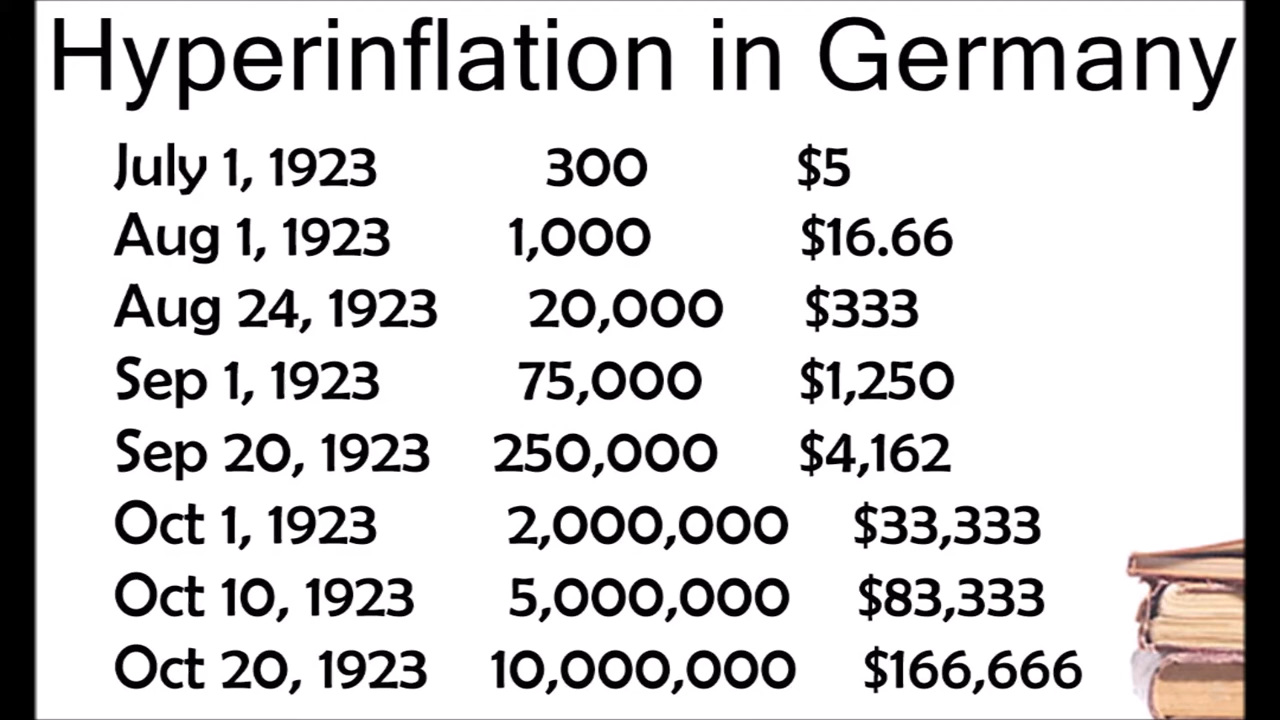 Hyperinflation in Germany
July 1, 1923 300 $5
Aug 1, 1923 1,000 $16.66
Aug 24, 1923 20,000 $333
Sep 1, 1923 75,000 $1,250
Sep 20, 1923 250,000 $4,162
Oct 1, 1923 2,000,000 $33,333
Oct 10, 1923 5,000,000 $83,333
Oct 20, 1923 10,000,000 $166,666